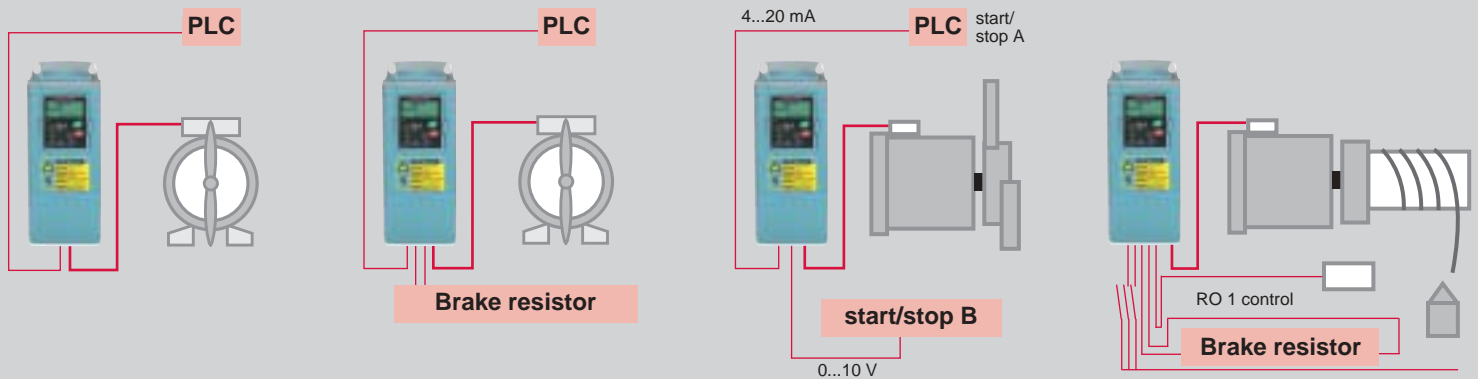 PLC
PLC
Brake resistor
4...20 mA
PLC
start/
stop A
start/stop B
0...10 V
RO 1 control
Brake resistor